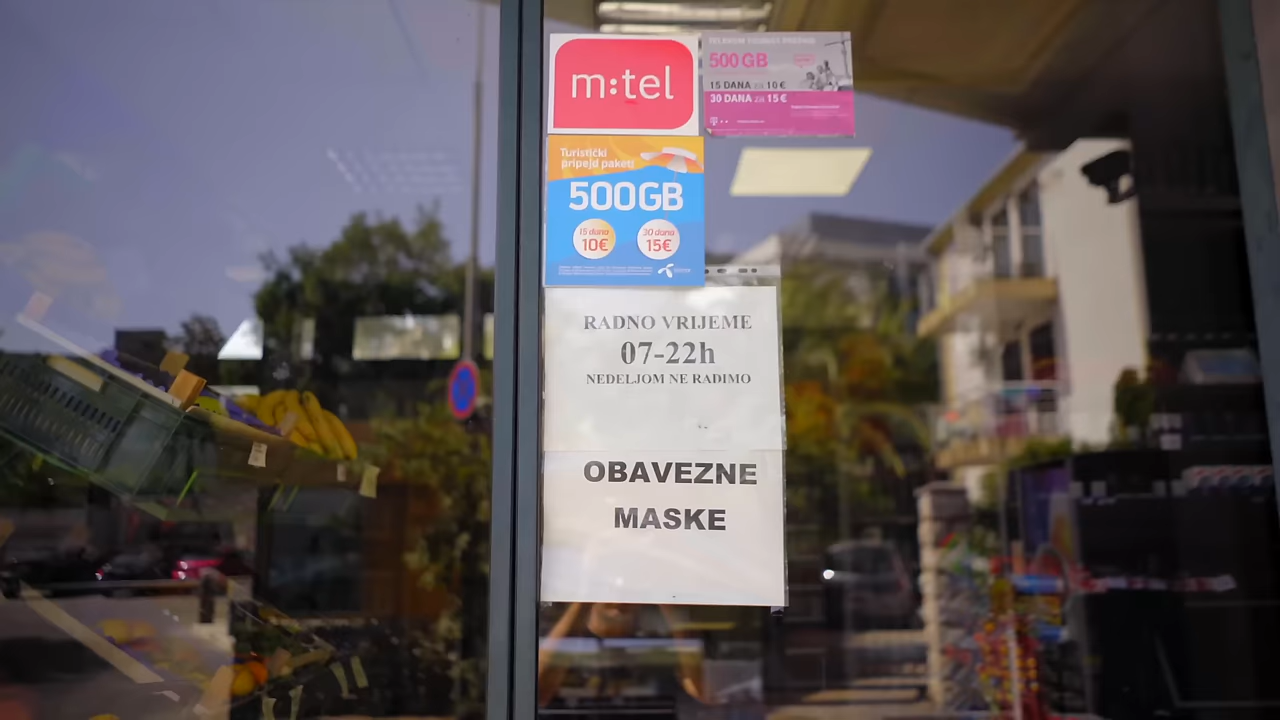 m:tel
500 GB
15 DANA za 10€
30 DANA za 15€
Turistički
pripejd paketi
500GB
15 dana
10€
30 dana
15€
RADNO VRIJEME
07-22h
NEDELJOM NE RADIMO
OBAVEZNE
MASKE